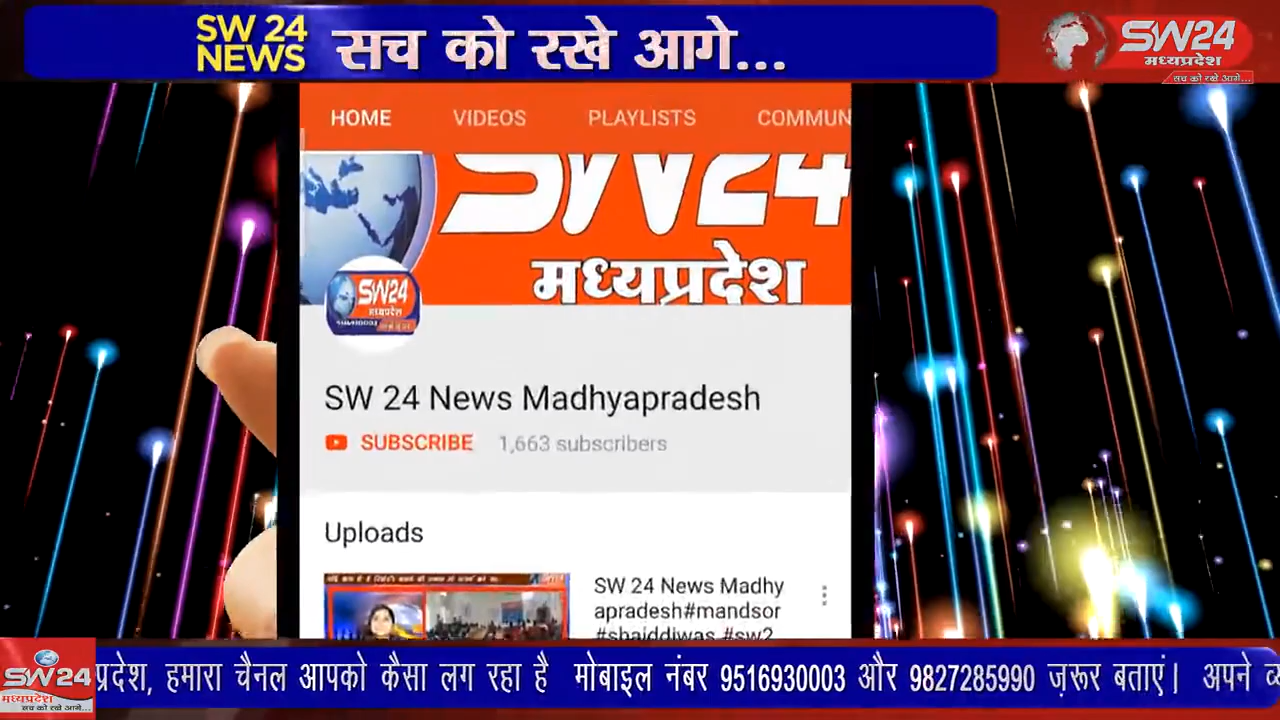 SW 24
NEWS
सच को रखे आगे...
SW24
मध्यप्रदेश
सच को रखे आगे...
HOME VIDEOS PLAYLISTS COMMUN
SW24
मध्यप्रदेश
SW24
मध्यप्रदेश
SW 24 News Madhyapradesh
SUBSCRIBE 1,663 subscribers
Uploads
SW 24 News Madhy
apradesh#mandsor
#shaiddiwas #sw2
SW24
मध्यप्रदेश
सच को रखे आगे...
प्रदेश, हमारा चैनल आपको कैसा लग रहा है मोबाइल नंबर 9516930003 और 9827285990 ज़रूर बताएं। अपने